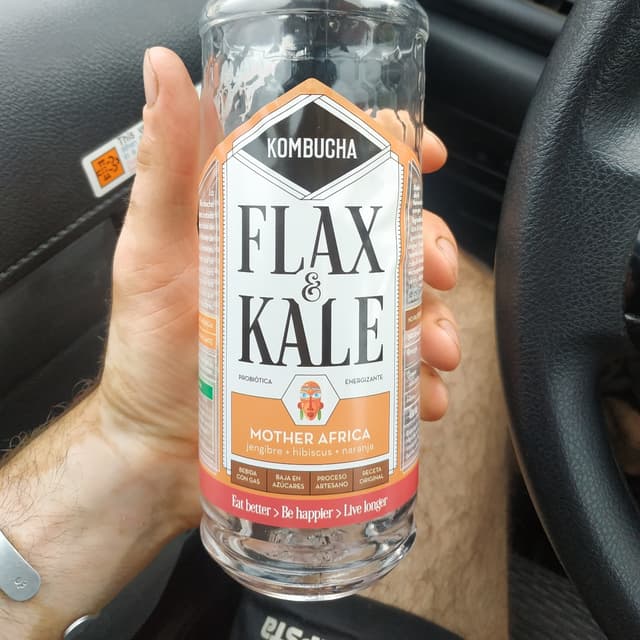 KOMBUCHA
FLAX
&
KALE
PROBIÓTICA
ENERGIZANTE
MOTHER AFRICA
jengibre + hibiscus + naranja
BEBIDA
CON GAS
BAJA EN
AZÚCARES
PROCESO
ARTESANO
RECETA
ORIGINAL
Eat better > Be happier > Live longer